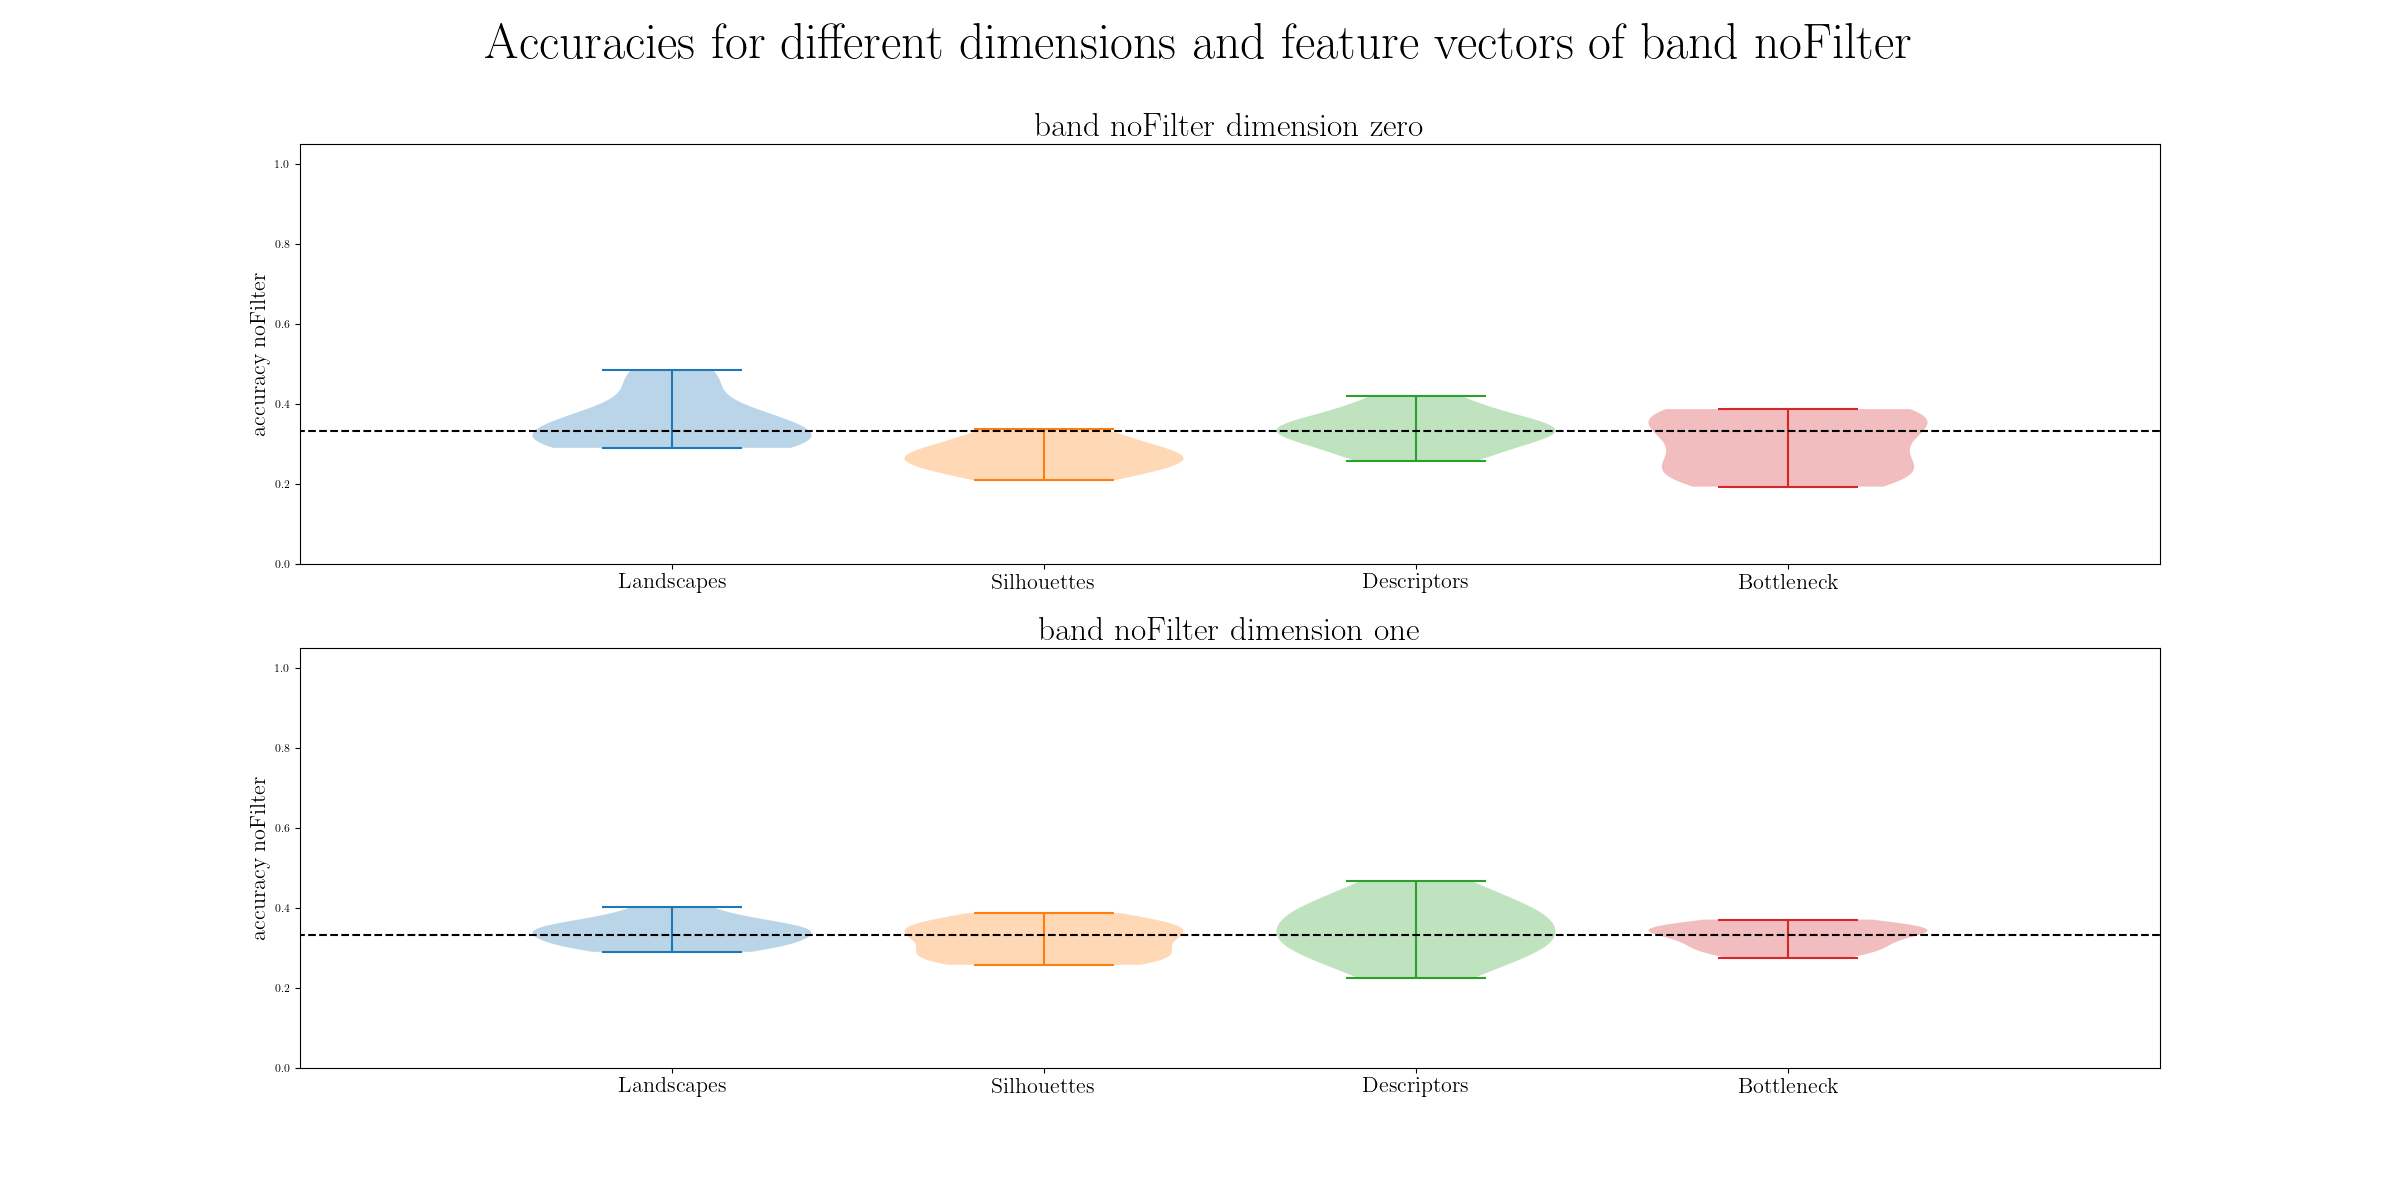 Accuracies for different dimensions and feature vectors of band noFilter
band noFilter dimension zero
1.0
0.8
0.6
0.4
0.2
0.0
accuracy noFilter
Landscapes Silhouettes Descriptors Bottleneck
band noFilter dimension one
1.0
0.8
0.6
0.4
0.2
0.0
accuracy noFilter
Landscapes Silhouettes Descriptors Bottleneck